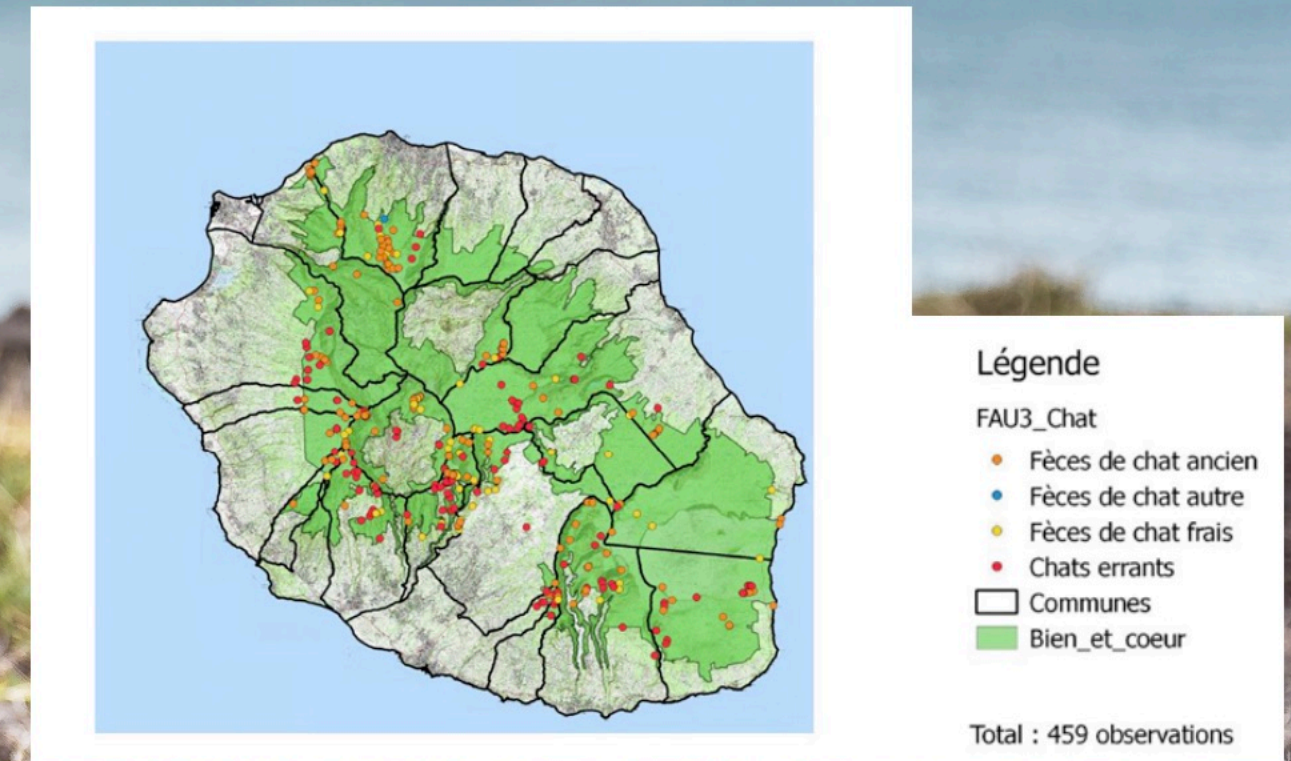 Légende
FAU3_Chat
Fèces de chat ancien
Fèces de chat autre
Fèces de chat frais
Chats errants
Communes
Bien_et_coeur
Total : 459 observations